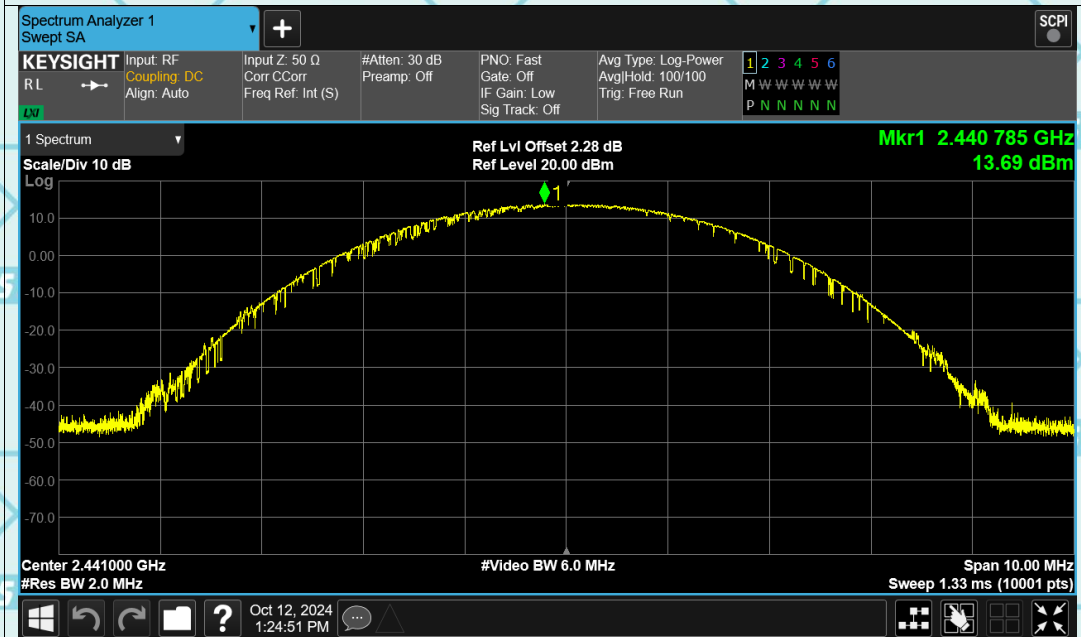 Spectrum Analyzer 1
Swept SA
+
SCPI
KEYSIGHT
R L
LXI
Input: RF
Coupling: DC
Align: Auto
Input Z: 50 Ω
Corr CCorr
Freq Ref: Int (S)
#Atten: 30 dB
Preamp: Off
PNO: Fast
Gate: Off
IF Gain: Low
Sig Track: Off
Avg Type: Log-Power
Avg|Hold: 100/100
Trig: Free Run
1 2 3 4 5 6
M W W W W W
P N N N N N
1 Spectrum
Scale/Div 10 dB
Ref Lvl Offset 2.28 dB
Ref Level 20.00 dBm
Mkr1 2.440 785 GHz
13.69 dBm
Log
1
10.0
0.00
-10.0
-20.0
-30.0
-40.0
-50.0
-60.0
-70.0
Center 2.441000 GHz
#Res BW 2.0 MHz
#Video BW 6.0 MHz
Span 10.00 MHz
Sweep 1.33 ms (10001 pts)
?
Oct 12, 2024
1:24:51 PM